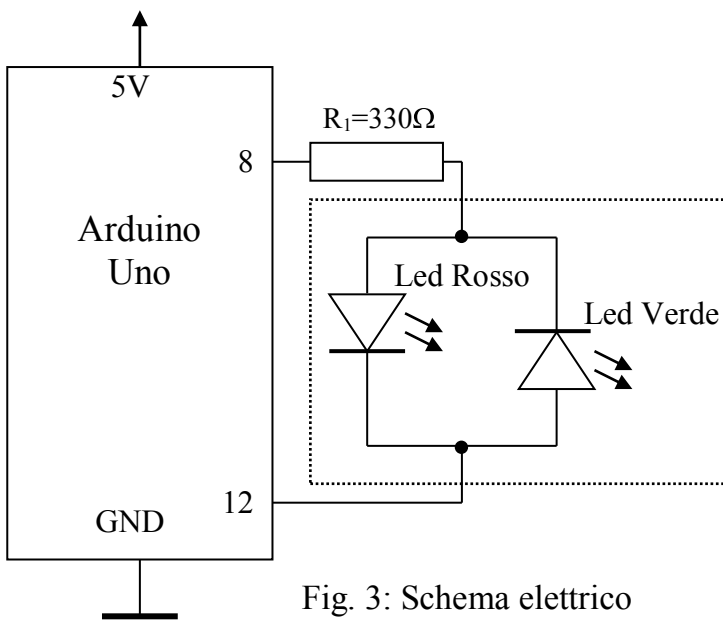 5V
R₁=330Ω
8
Arduino
Uno
Led Rosso
Led Verde
12
GND
Fig. 3: Schema elettrico